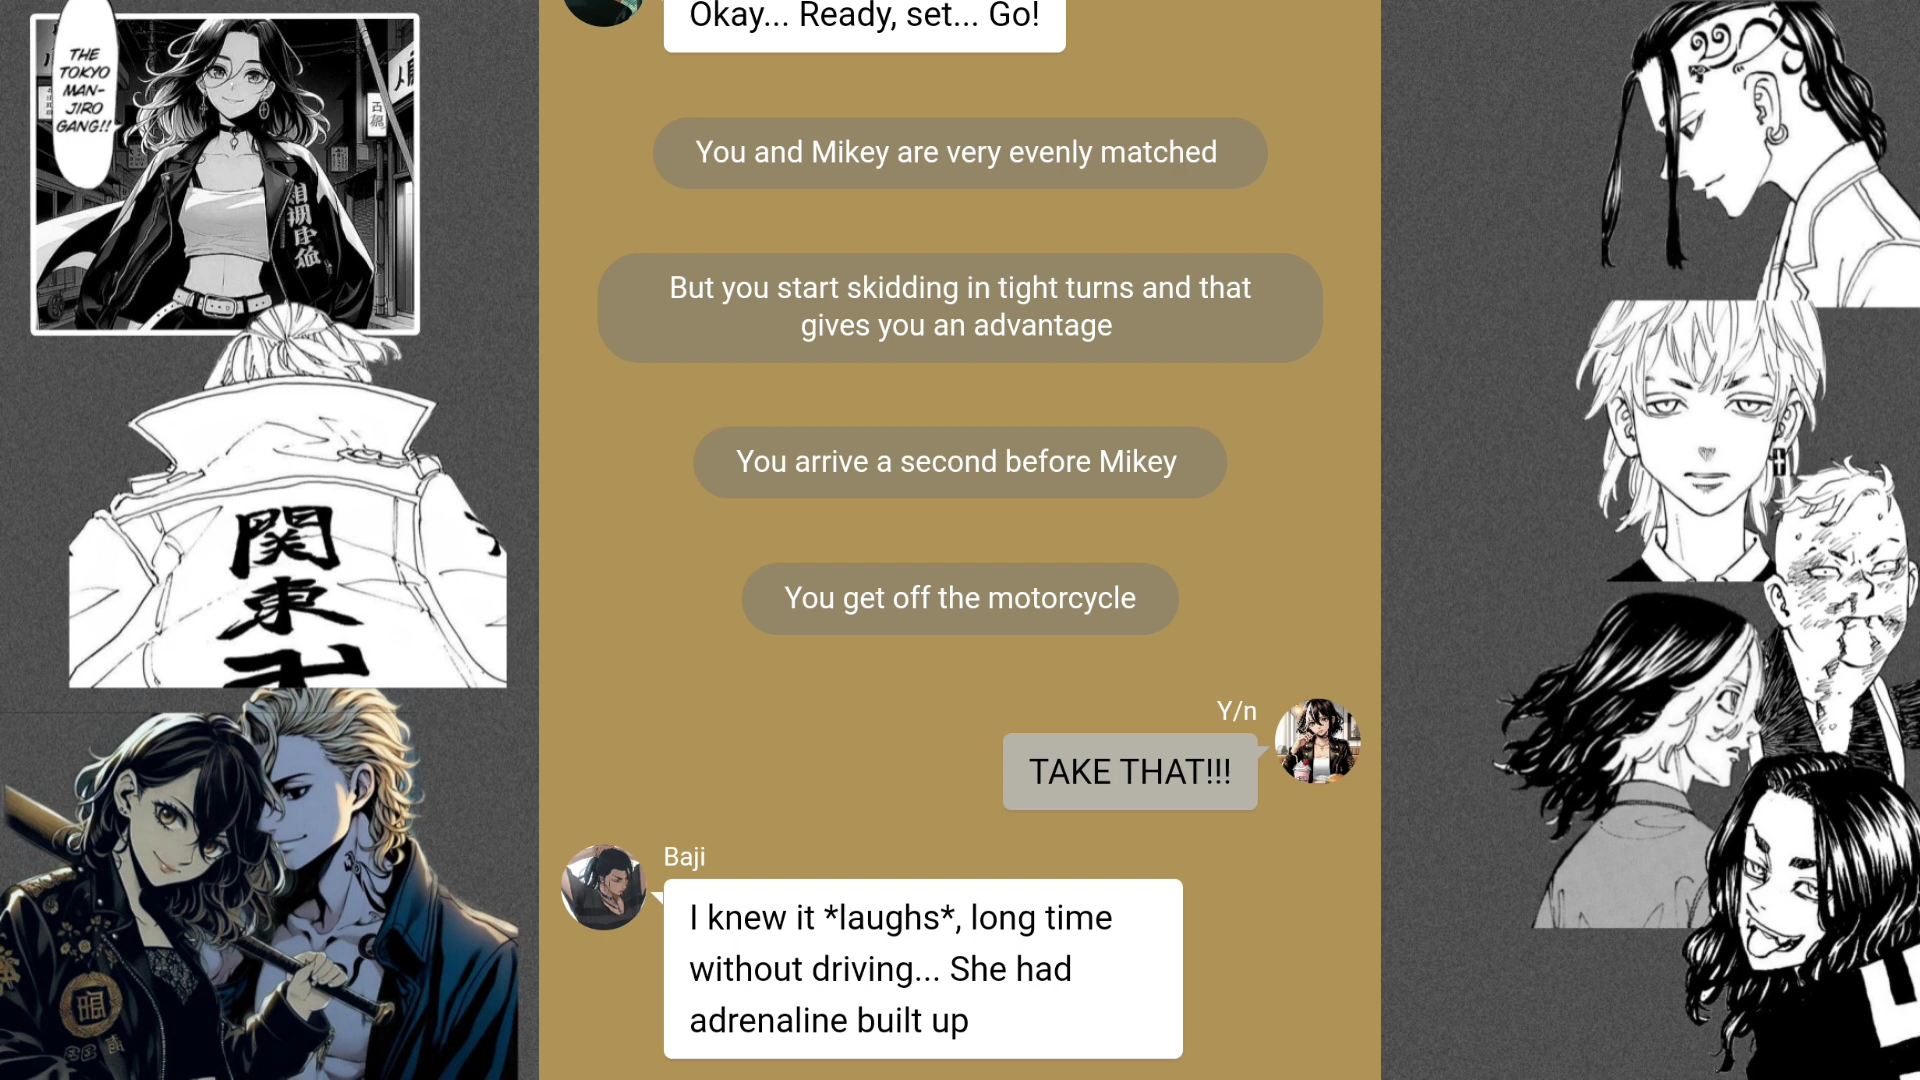 THE
TOKYO
MAN-
JIRO
GANG!!
関
東
卍
Okay... Ready, set... Go!
You and Mikey are very evenly matched
But you start skidding in tight turns and that
gives you an advantage
You arrive a second before Mikey
You get off the motorcycle
Y/n
TAKE THAT!!!
Baji
I knew it *laughs*, long time
without driving... She had
adrenaline built up